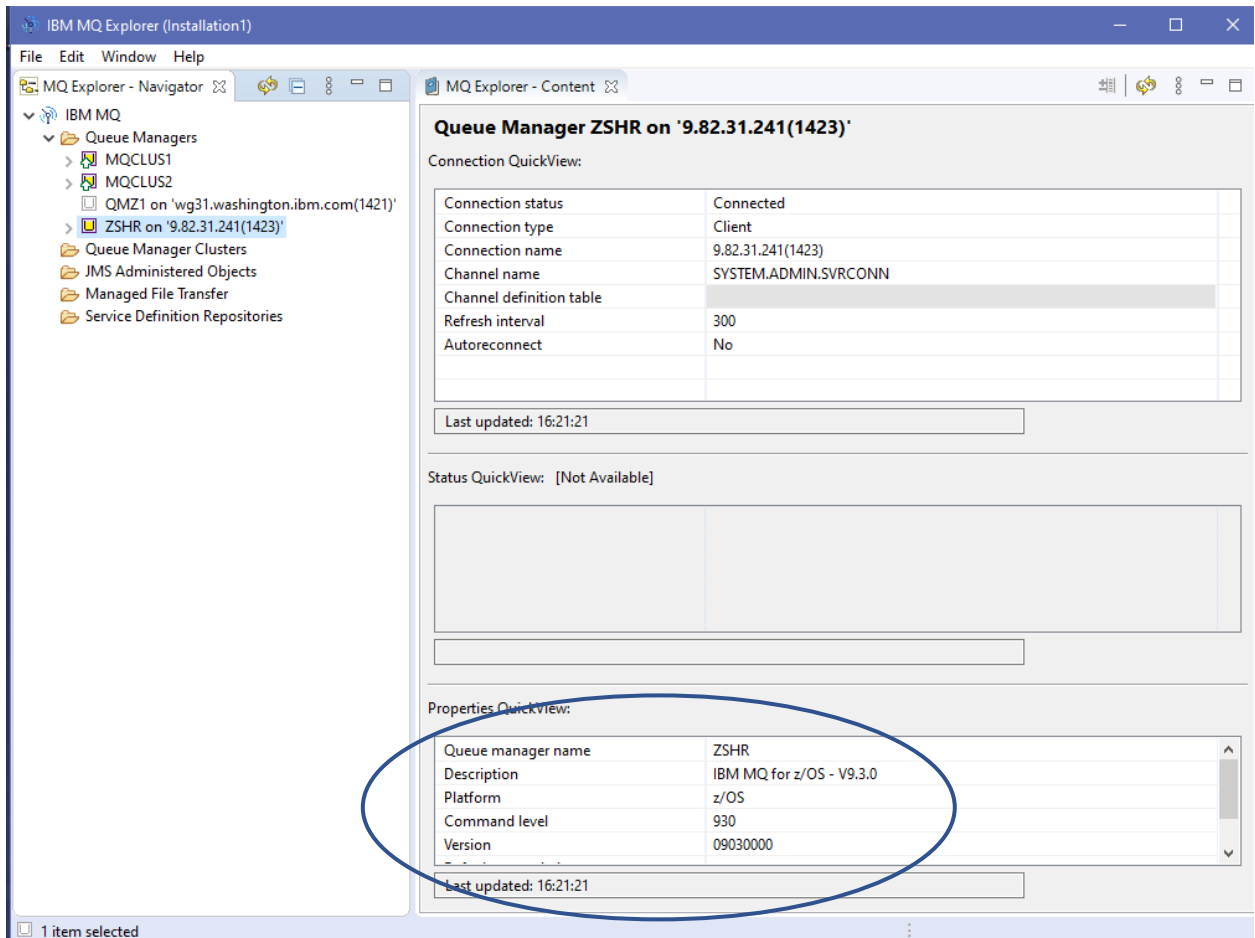 IBM MQ Explorer (Installation1)
File Edit Window Help
MQ Explorer - Navigator
IBM MQ
Queue Managers
MQCLUS1
MQCLUS2
QMZ1 on 'wg31.washington.ibm.com(1421)'
ZSHR on '9.82.31.241(1423)'
Queue Manager Clusters
JMS Administered Objects
Managed File Transfer
Service Definition Repositories
MQ Explorer - Content
Queue Manager ZSHR on '9.82.31.241(1423)'
Connection QuickView:
Connection status Connected
Connection type Client
Connection name 9.82.31.241(1423)
Channel name SYSTEM.ADMIN.SVRCONN
Channel definition table
Refresh interval 300
Autoreconnect No
Last updated: 16:21:21
Status QuickView: [Not Available]
Properties QuickView:
Queue manager name ZSHR
Description IBM MQ for z/OS - V9.3.0
Platform z/OS
Command level 930
Version 09030000
Last updated: 16:21:21
1 item selected